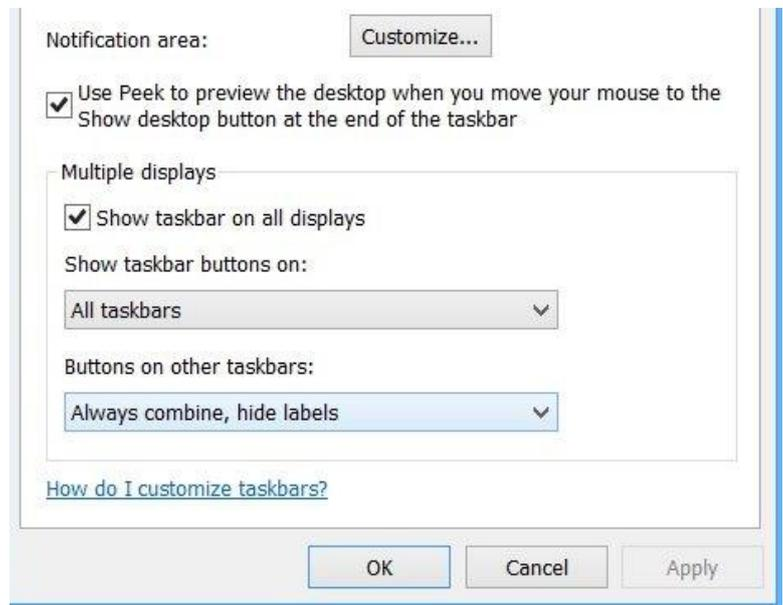 Notification area:
Customize...
Use Peek to preview the desktop when you move your mouse to the
Show desktop button at the end of the taskbar
Multiple displays
Show taskbar on all displays
Show taskbar buttons on:
All taskbars
Buttons on other taskbars:
Always combine, hide labels
How do I customize taskbars?
OK
Cancel
Apply